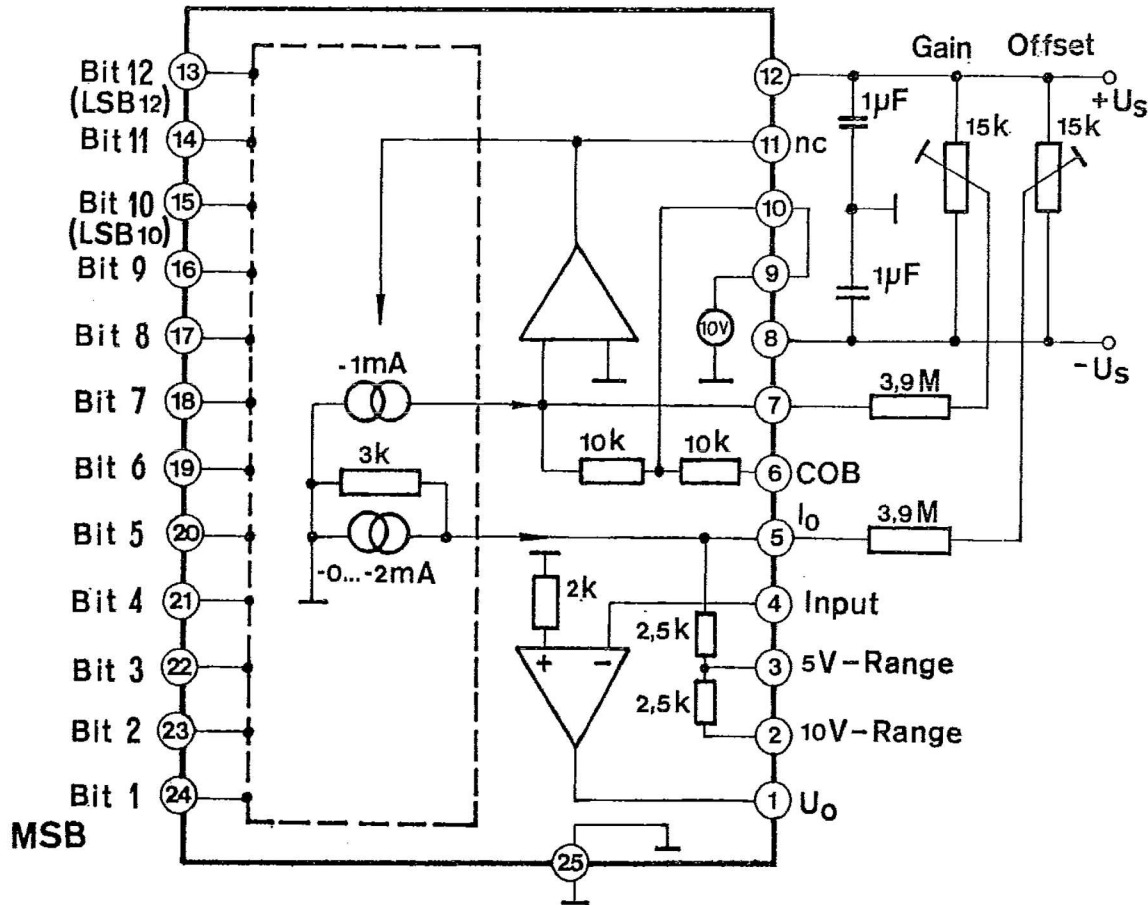 Gain Offset
Bit 12 13
(LSB12)
Bit 11 14
Bit 10 15
(LSB10)
Bit 9 16
Bit 8 17
Bit 7 18
Bit 6 19
Bit 5 20
Bit 4 21
Bit 3 22
Bit 2 23
Bit 1 24
MSB
-1mA
3k
-0...-2mA
10V
10k 10k
2k
+ −
2,5k
2,5k
12
11 nc
10
9
8
7
6 COB
5 Io
4 Input
3 5V-Range
2 10V-Range
1 Uo
25
1µF
1µF
15k 15k
+Us
-Us
3,9M
3,9M